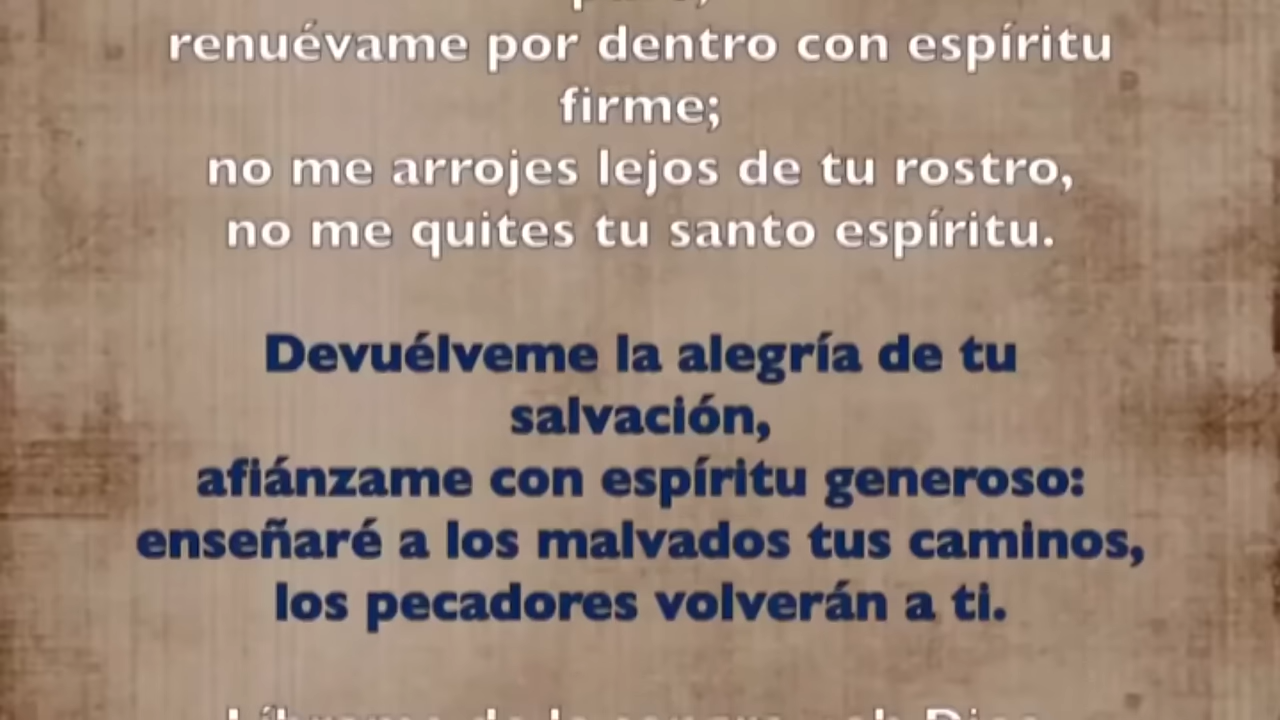 renuévame por dentro con espíritu
firme;
no me arrojes lejos de tu rostro,
no me quites tu santo espíritu.
Devuélveme la alegría de tu
salvación,
afiánzame con espíritu generoso:
enseñaré a los malvados tus caminos,
los pecadores volverán a ti.